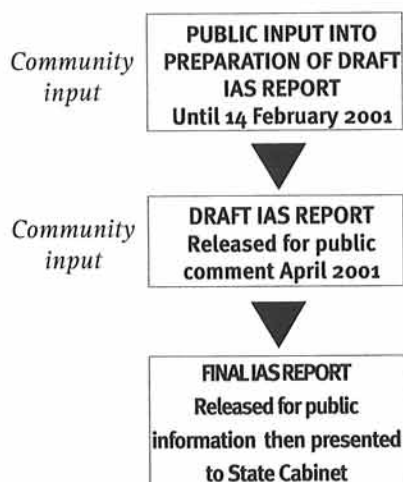 Community
input
PUBLIC INPUT INTO
PREPARATION OF DRAFT
IAS REPORT
Until 14 February 2001
Community
input
DRAFT IAS REPORT
Released for public
comment April 2001
FINAL IAS REPORT
Released for public
information then presented
to State Cabinet